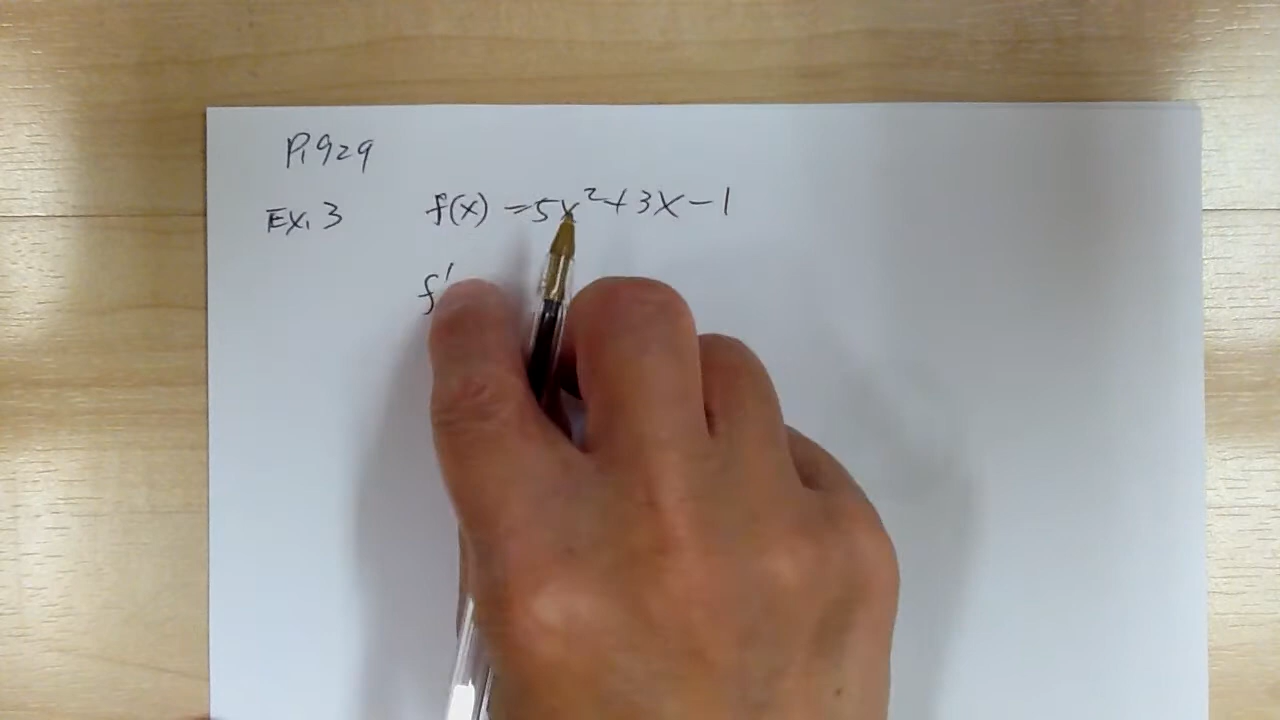 P. 929
Ex. 3 f(x) = 5x² + 3x - 1
f'